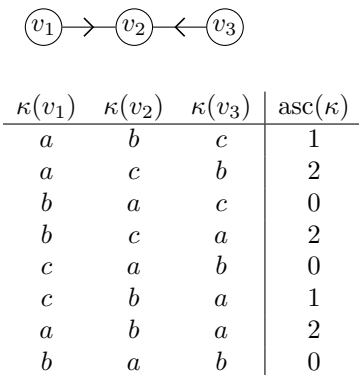 v₁ v₂ v₃
κ(v₁) κ(v₂) κ(v₃) asc(κ)
a b c 1
a c b 2
b a c 0
b c a 2
c a b 0
c b a 1
a b a 2
b a b 0